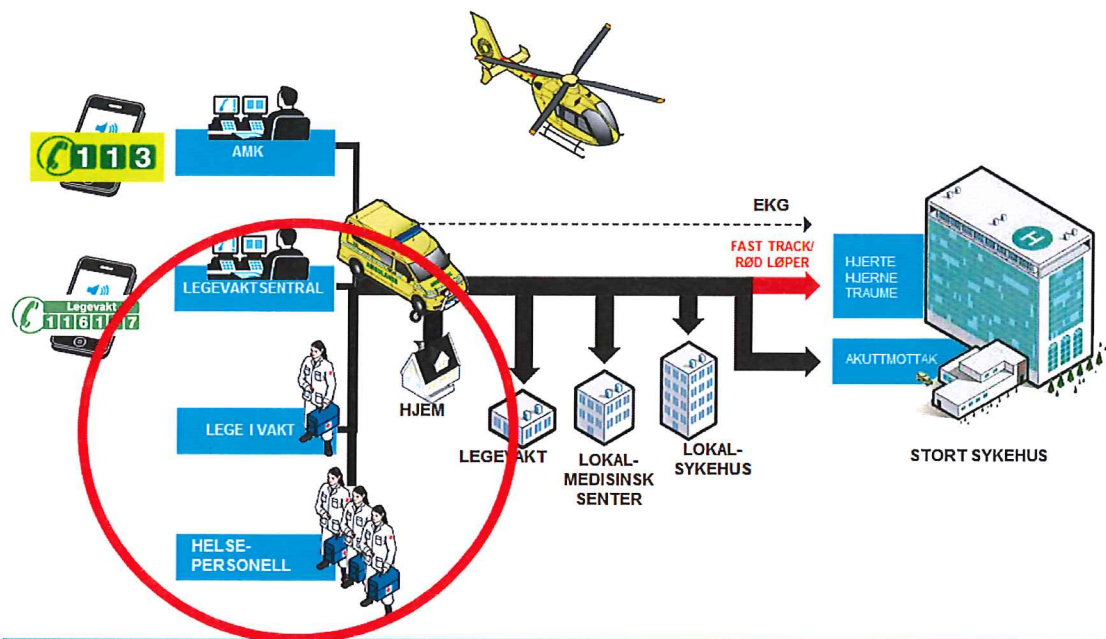 113
AMK
EKG
FAST TRACK/
RØD LØPER
HJERTE
HJERNE
TRAUME
H
Legevakt
116117
LEGEVAKTSENTRAL
AKUTTMOTTAK
HJEM
LEGE I VAKT
LEGEVAKT
LOKAL-
MEDISINSK
SENTER
LOKAL-
SYKEHUS
STORT SYKEHUS
HELSE-
PERSONELL